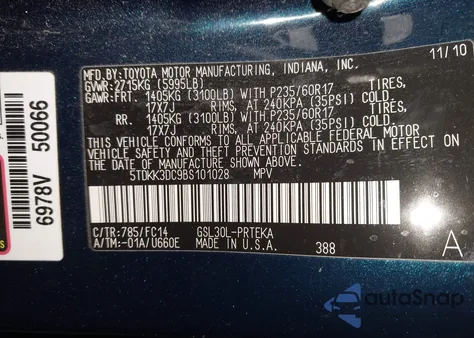 MFD.BY:TOYOTA MOTOR MANUFACTURING, INDIANA, INC. 11/10
GVWR:2715KG (5995LB)
GAWR:FRT. 1405KG (3100LB) WITH P235/60R17 TIRES,
17X7J RIMS, AT 240KPA (35PSI) COLD
RR. 1405KG (3100LB) WITH P235/60R17 TIRES,
17X7J RIMS, AT 240KPA (35PSI) COLD
THIS VEHICLE CONFORMS TO ALL APPLICABLE FEDERAL MOTOR
VEHICLE SAFETY AND THEFT PREVENTION STANDARDS IN EFFECT ON
THE DATE OF MANUFACTURE SHOWN ABOVE.
5TDKK3DC9BS101028 MPV
C/TR:785/FC14 GSL30L-PRTEKA
A/TM:-01A/U660E MADE IN U.S.A. 388 A
6978V 50066
autoSnap